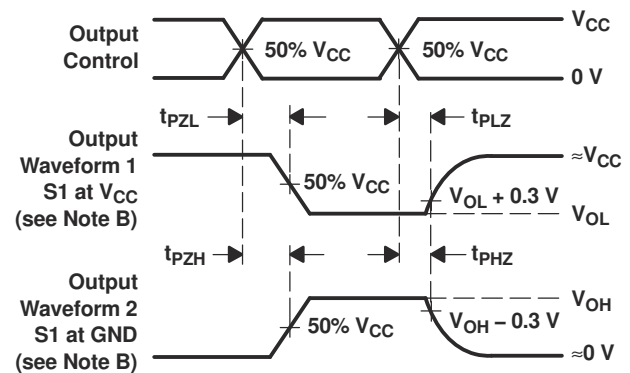 Output
Control
50% VCC
50% VCC
VCC
0 V
tPZL
tPLZ
Output
Waveform 1
S1 at VCC
(see Note B)
50% VCC
≈VCC
VOL + 0.3 V
VOL
tPZH
tPHZ
Output
Waveform 2
S1 at GND
(see Note B)
50% VCC
VOH
VOH − 0.3 V
≈0 V